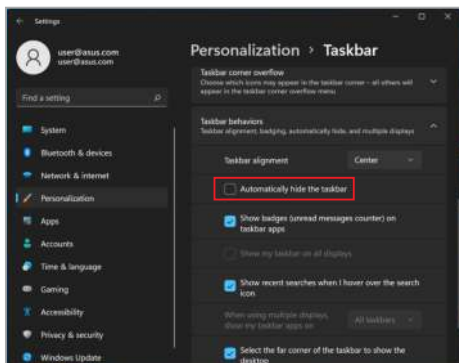 Settings
user@asus.com
user@asus.com
Personalization > Taskbar
Find a setting
System
Bluetooth & devices
Network & internet
Personalization
Apps
Accounts
Time & language
Gaming
Accessibility
Privacy & security
Windows Update
Taskbar corner overflow
Choose which icons may appear in the taskbar corner - all others will
appear in the taskbar corner overflow menu
Taskbar behaviors
Taskbar alignment, badging, automatically hide, and multiple displays
Taskbar alignment
Center
Automatically hide the taskbar
Show badges (unread messages counter) on
taskbar apps
Show my taskbar on all displays
Show recent searches when I hover over the search
icon
When using multiple displays,
show my taskbar apps on
All taskbars
Select the far corner of the taskbar to show the
desktop